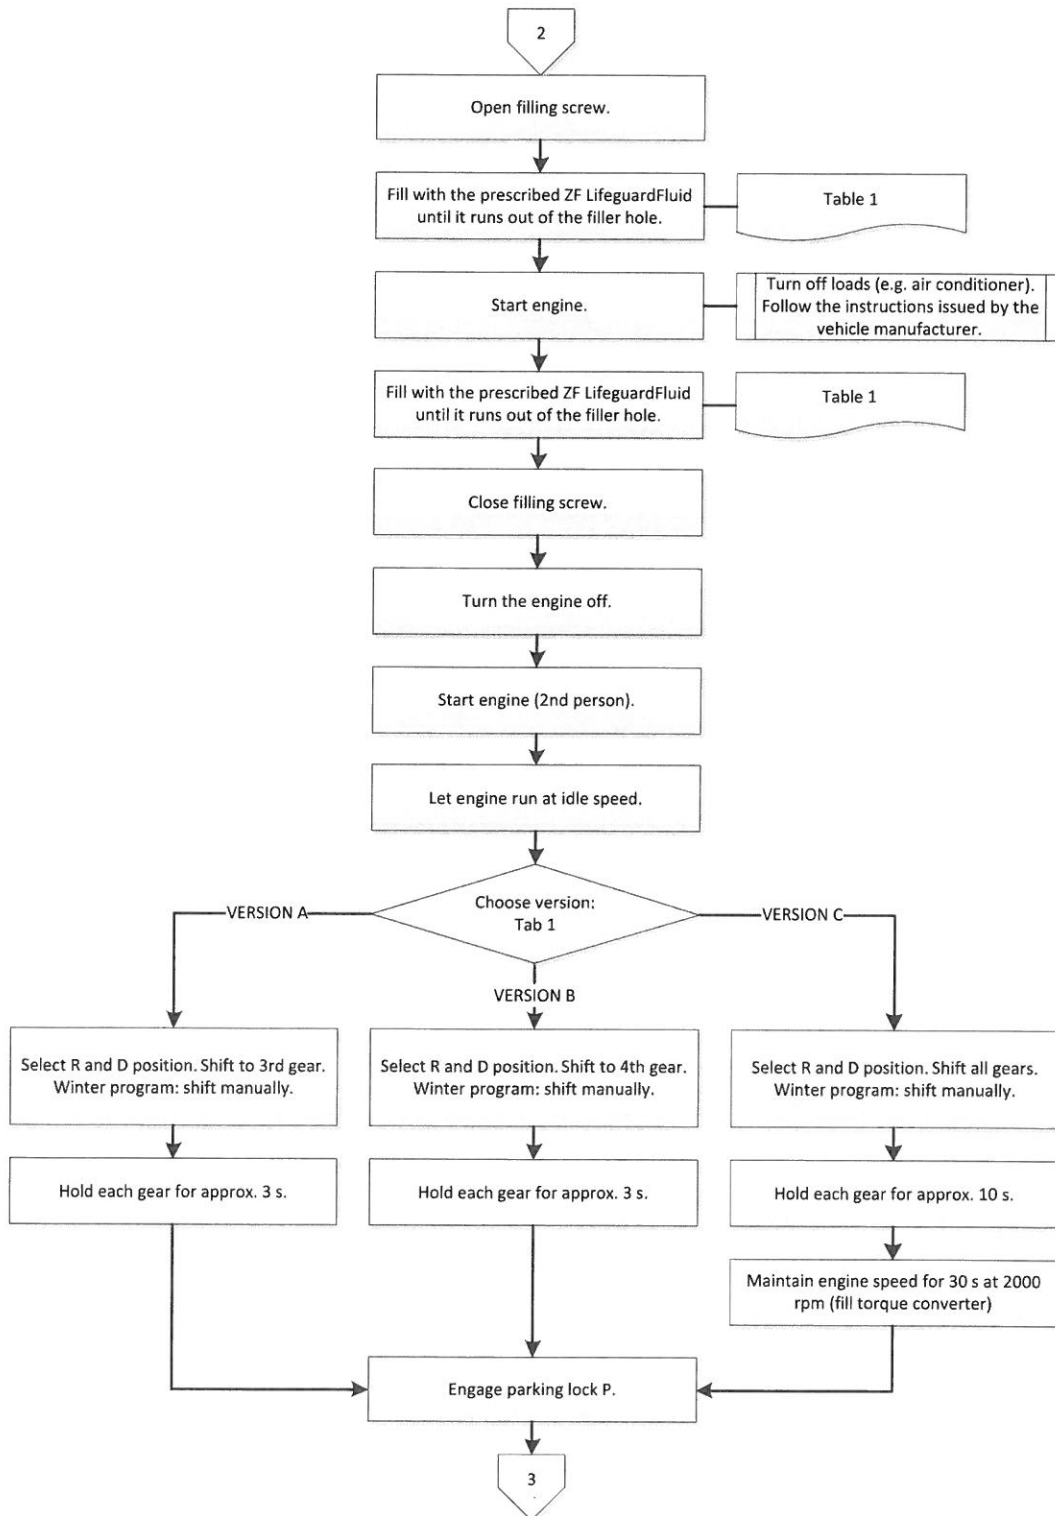 2
Open filling screw.
Fill with the prescribed ZF LifeguardFluid
until it runs out of the filler hole.
Table 1
Start engine.
Turn off loads (e.g. air conditioner).
Follow the instructions issued by the
vehicle manufacturer.
Fill with the prescribed ZF LifeguardFluid
until it runs out of the filler hole.
Table 1
Close filling screw.
Turn the engine off.
Start engine (2nd person).
Let engine run at idle speed.
Choose version:
Tab 1
VERSION A
VERSION C
VERSION B
Select R and D position. Shift to 3rd gear.
Winter program: shift manually.
Select R and D position. Shift to 4th gear.
Winter program: shift manually.
Select R and D position. Shift all gears.
Winter program: shift manually.
Hold each gear for approx. 3 s.
Hold each gear for approx. 3 s.
Hold each gear for approx. 10 s.
Maintain engine speed for 30 s at 2000
rpm (fill torque converter)
Engage parking lock P.
3